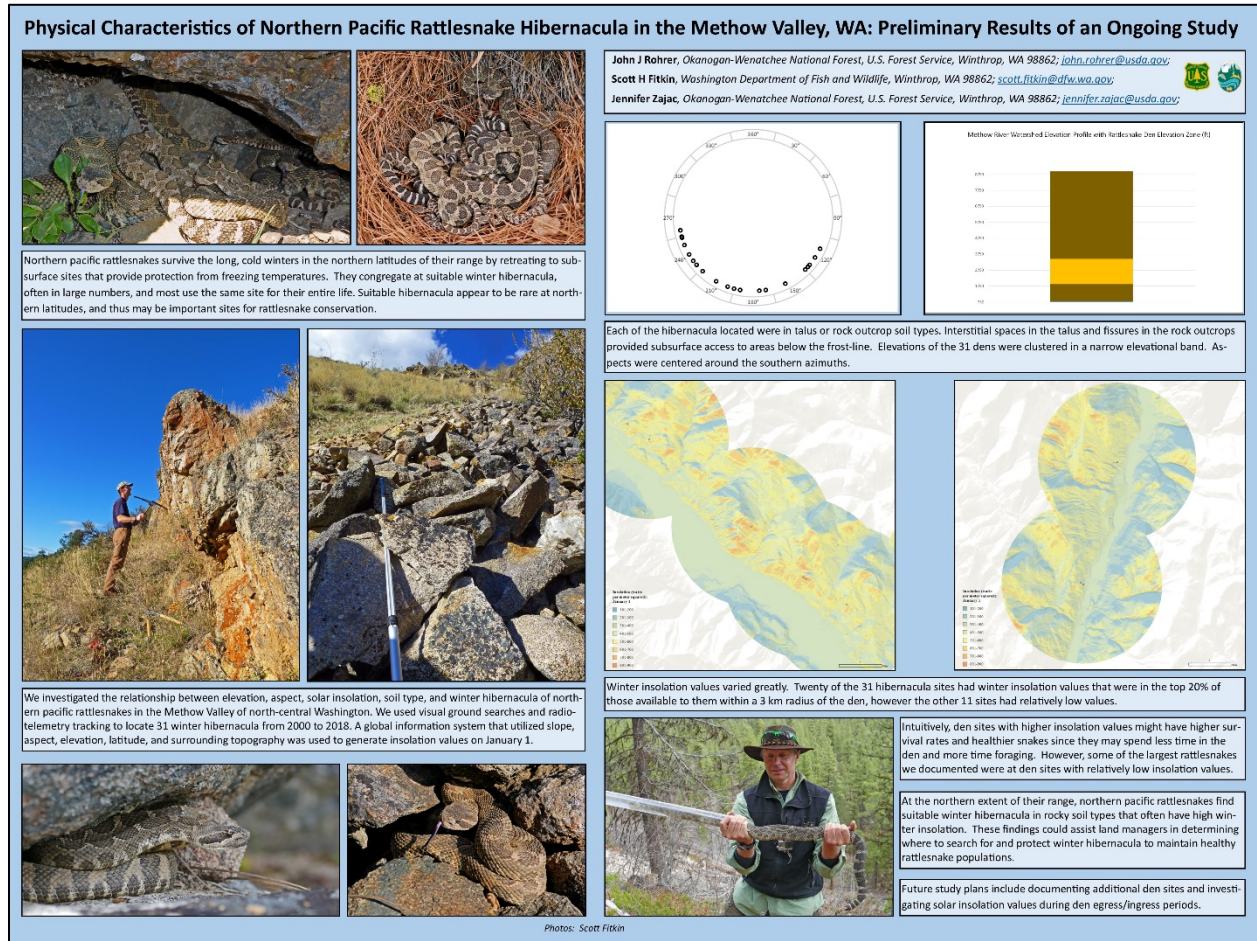 Physical Characteristics of Northern Pacific Rattlesnake Hibernacula in the Methow Valley, WA: Preliminary Results of an Ongoing Study
John J Rohrer, Okanogan-Wenatchee National Forest, U.S. Forest Service, Winthrop, WA 98862; john.rohrer@usda.gov;
Scott H Fitkin, Washington Department of Fish and Wildlife, Winthrop, WA 98862; scott.fitkin@dfw.wa.gov;
Jennifer Zajac, Okanogan-Wenatchee National Forest, U.S. Forest Service, Winthrop, WA 98862; jennifer.zajac@usda.gov;
Northern pacific rattlesnakes survive the long, cold winters in the northern latitudes of their range by retreating to sub-
surface sites that provide protection from freezing temperatures. They congregate at suitable winter hibernacula,
often in large numbers, and most use the same site for their entire life. Suitable hibernacula appear to be rare at north-
ern latitudes, and thus may be important sites for rattlesnake conservation.
We investigated the relationship between elevation, aspect, solar insolation, soil type, and winter hibernacula of north-
ern pacific rattlesnakes in the Methow Valley of north-central Washington. We used visual ground searches and radio-
telemetry tracking to locate 31 winter hibernacula from 2000 to 2018. A global information system that utilized slope,
aspect, elevation, latitude, and surrounding topography was used to generate insolation values on January 1.
360°
30°
90°
120°
150°
180°
210°
240°
270°
300°
Methow River Watershed Elevation Profile with Rattlesnake Den Elevation Zone (ft)
Each of the hibernacula located were in talus or rock outcrop soil types. Interstitial spaces in the talus and fissures in the rock outcrops
provided subsurface access to areas below the frost-line. Elevations of the 31 dens were clustered in a narrow elevational band. As-
pects were centered around the southern azimuths.
Winter insolation values varied greatly. Twenty of the 31 hibernacula sites had winter insolation values that were in the top 20% of
those available to them within a 3 km radius of the den, however the other 11 sites had relatively low values.
Intuitively, den sites with higher insolation values might have higher sur-
vival rates and healthier snakes since they may spend less time in the
den and more time foraging. However, some of the largest rattlesnakes
we documented were at den sites with relatively low insolation values.
At the northern extent of their range, northern pacific rattlesnakes find
suitable winter hibernacula in rocky soil types that often have high win-
ter insolation. These findings could assist land managers in determining
where to search for and protect winter hibernacula to maintain healthy
rattlesnake populations.
Future study plans include documenting additional den sites and investi-
gating solar insolation values during den egress/ingress periods.
Photos: Scott Fitkin